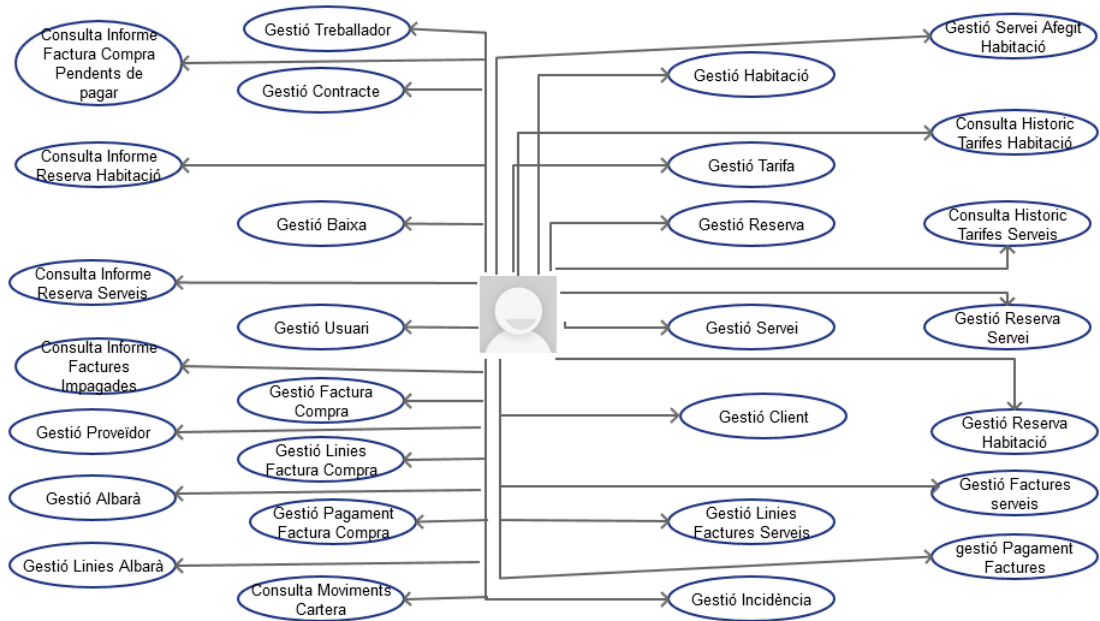 Consulta Informe
Factura Compra
Pendents de
pagar
Gestió Treballador
Gestió Servei Afegit
Habitació
Gestió Contracte
Gestió Habitació
Consulta Informe
Reserva Habitació
Gestió Tarifa
Consulta Historic
Tarifes Habitació
Gestió Baixa
Gestió Reserva
Consulta Historic
Tarifes Serveis
Consulta Informe
Reserva Serveis
Gestió Usuari
Gestió Servei
Gestió Reserva
Servei
Consulta Informe
Factures
Impagades
Gestió Factura
Compra
Gestió Client
Gestió Proveïdor
Gestió Reserva
Habitació
Gestió Linies
Factura Compra
Gestió Albarà
Gestió Factures
serveis
Gestió Pagament
Factura Compra
Gestió Linies
Factures Serveis
Gestió Linies Albarà
gestió Pagament
Factures
Consulta Moviments
Cartera
Gestió Incidència